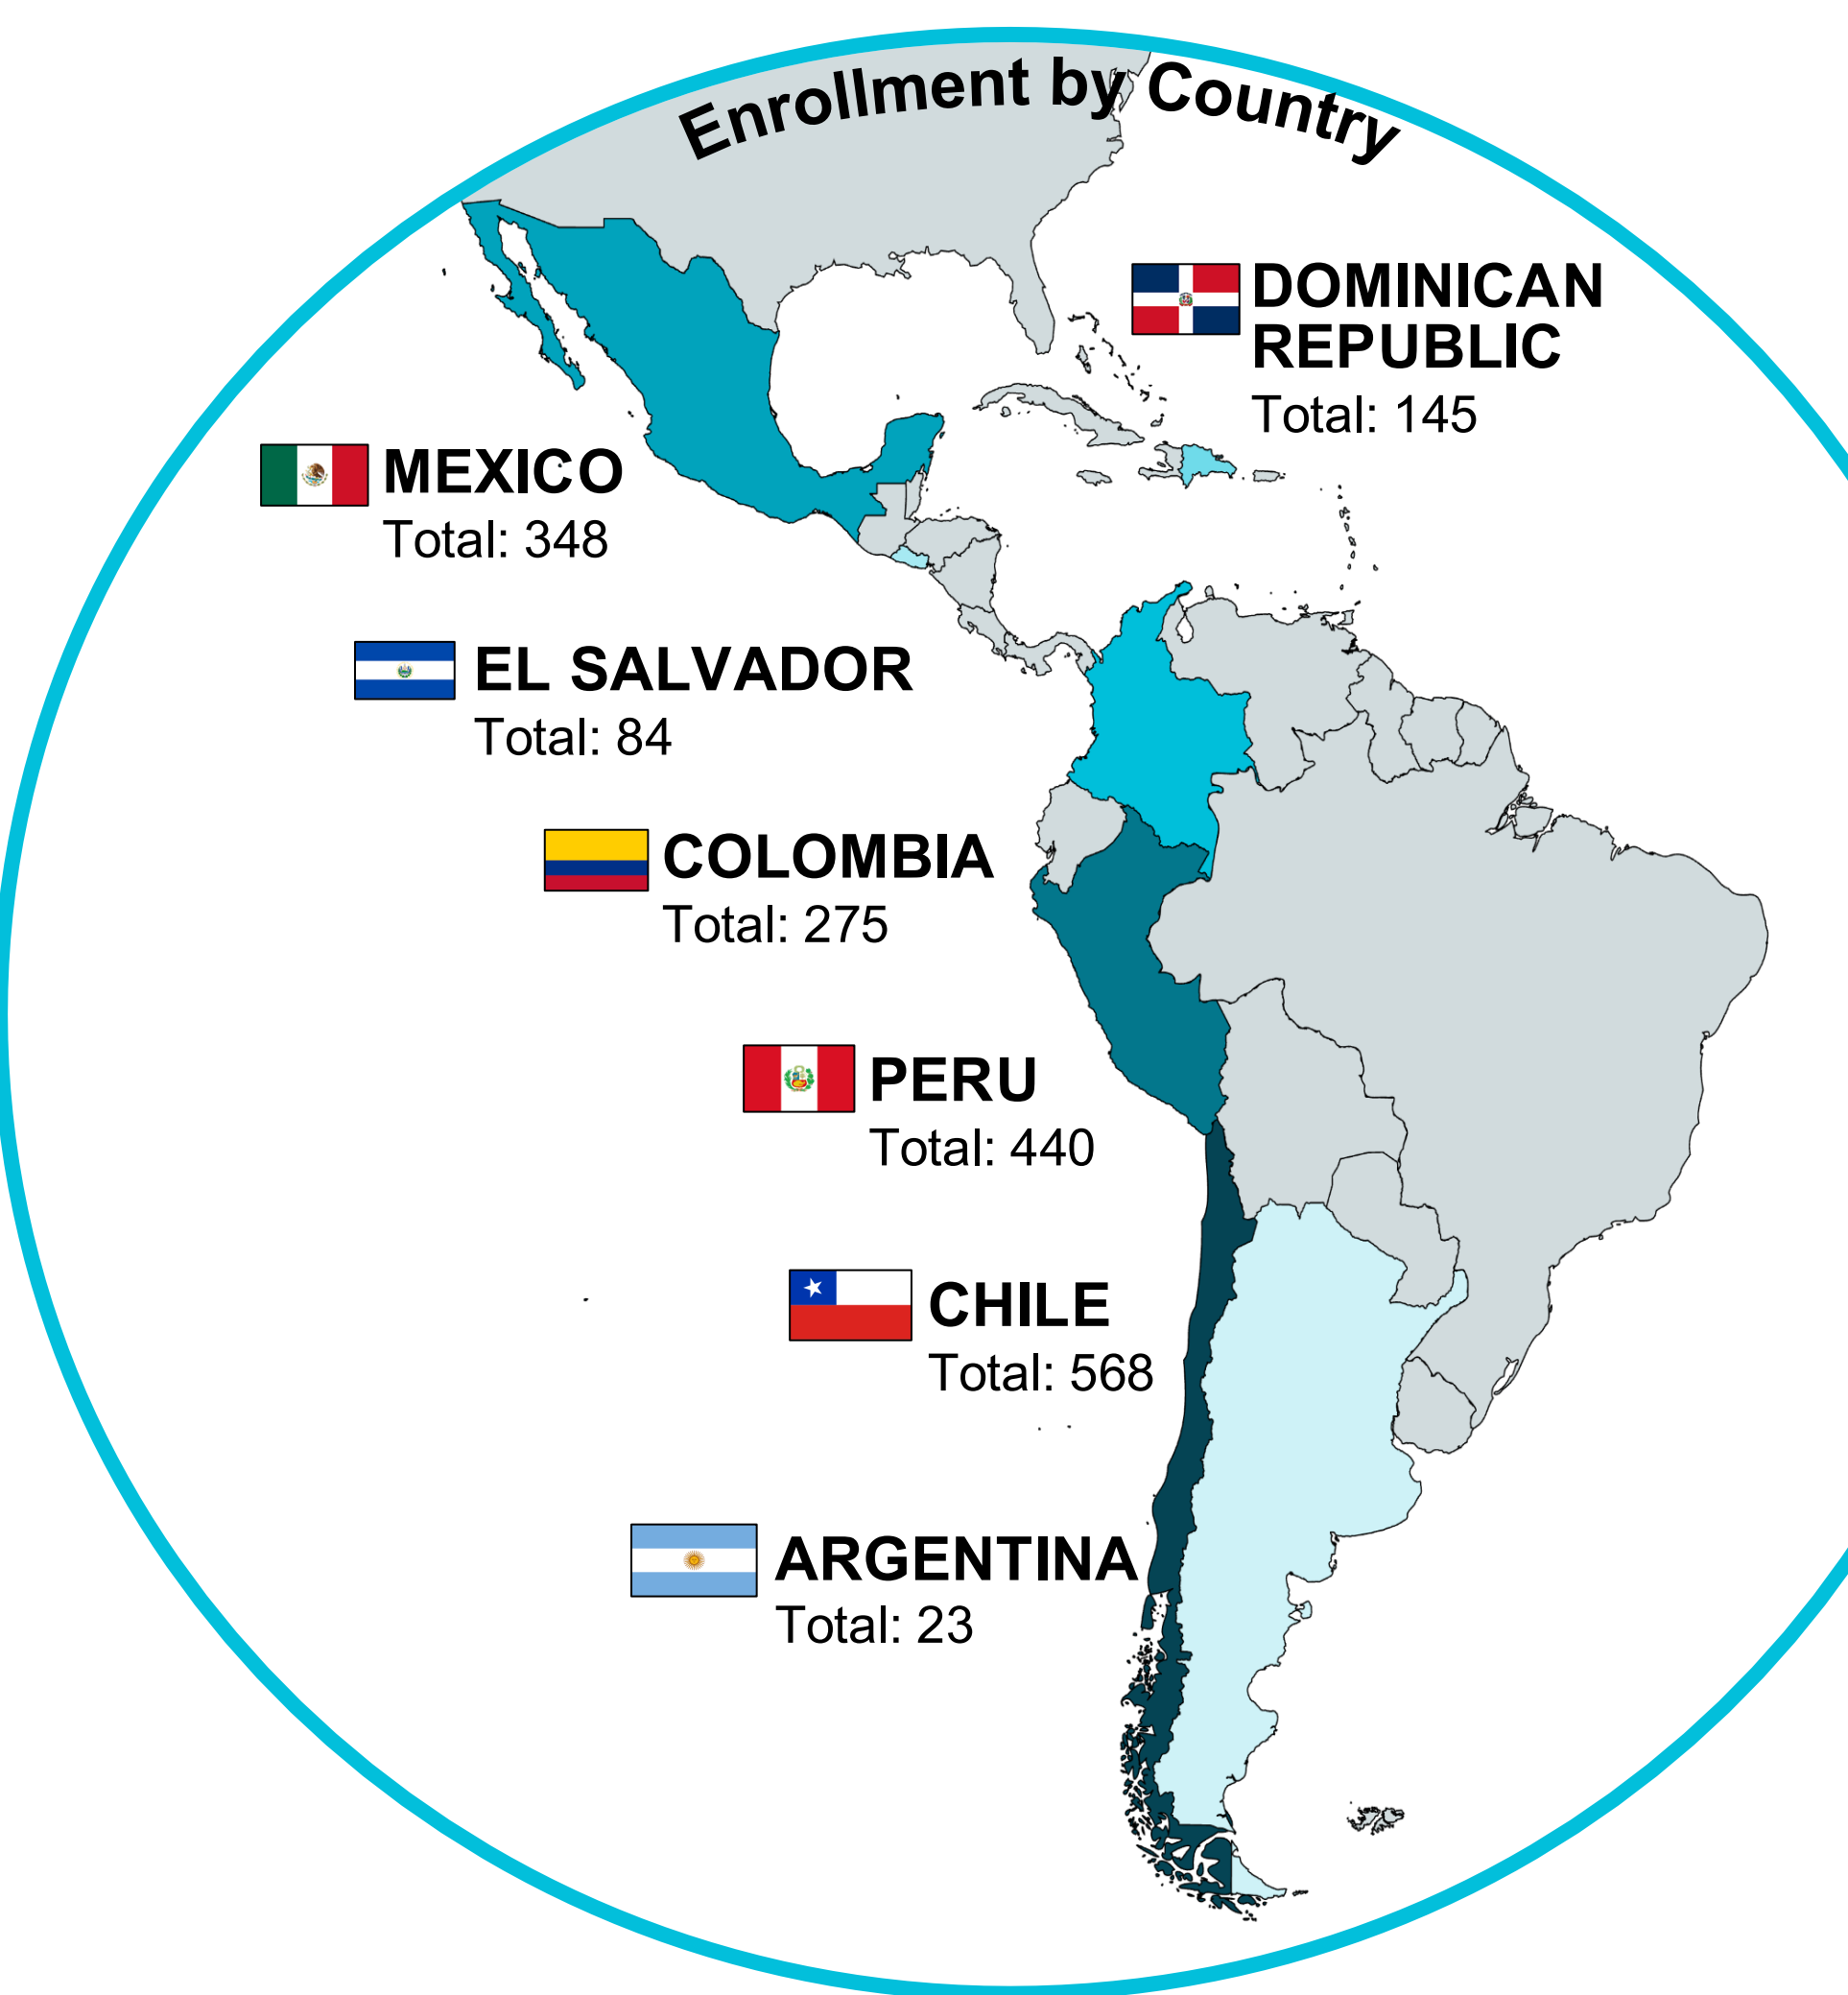 Enrollment by Country
DOMINICAN
REPUBLIC
Total: 145
MEXICO
Total: 348
EL SALVADOR
Total: 84
COLOMBIA
Total: 275
PERU
Total: 440
CHILE
Total: 568
ARGENTINA
Total: 23